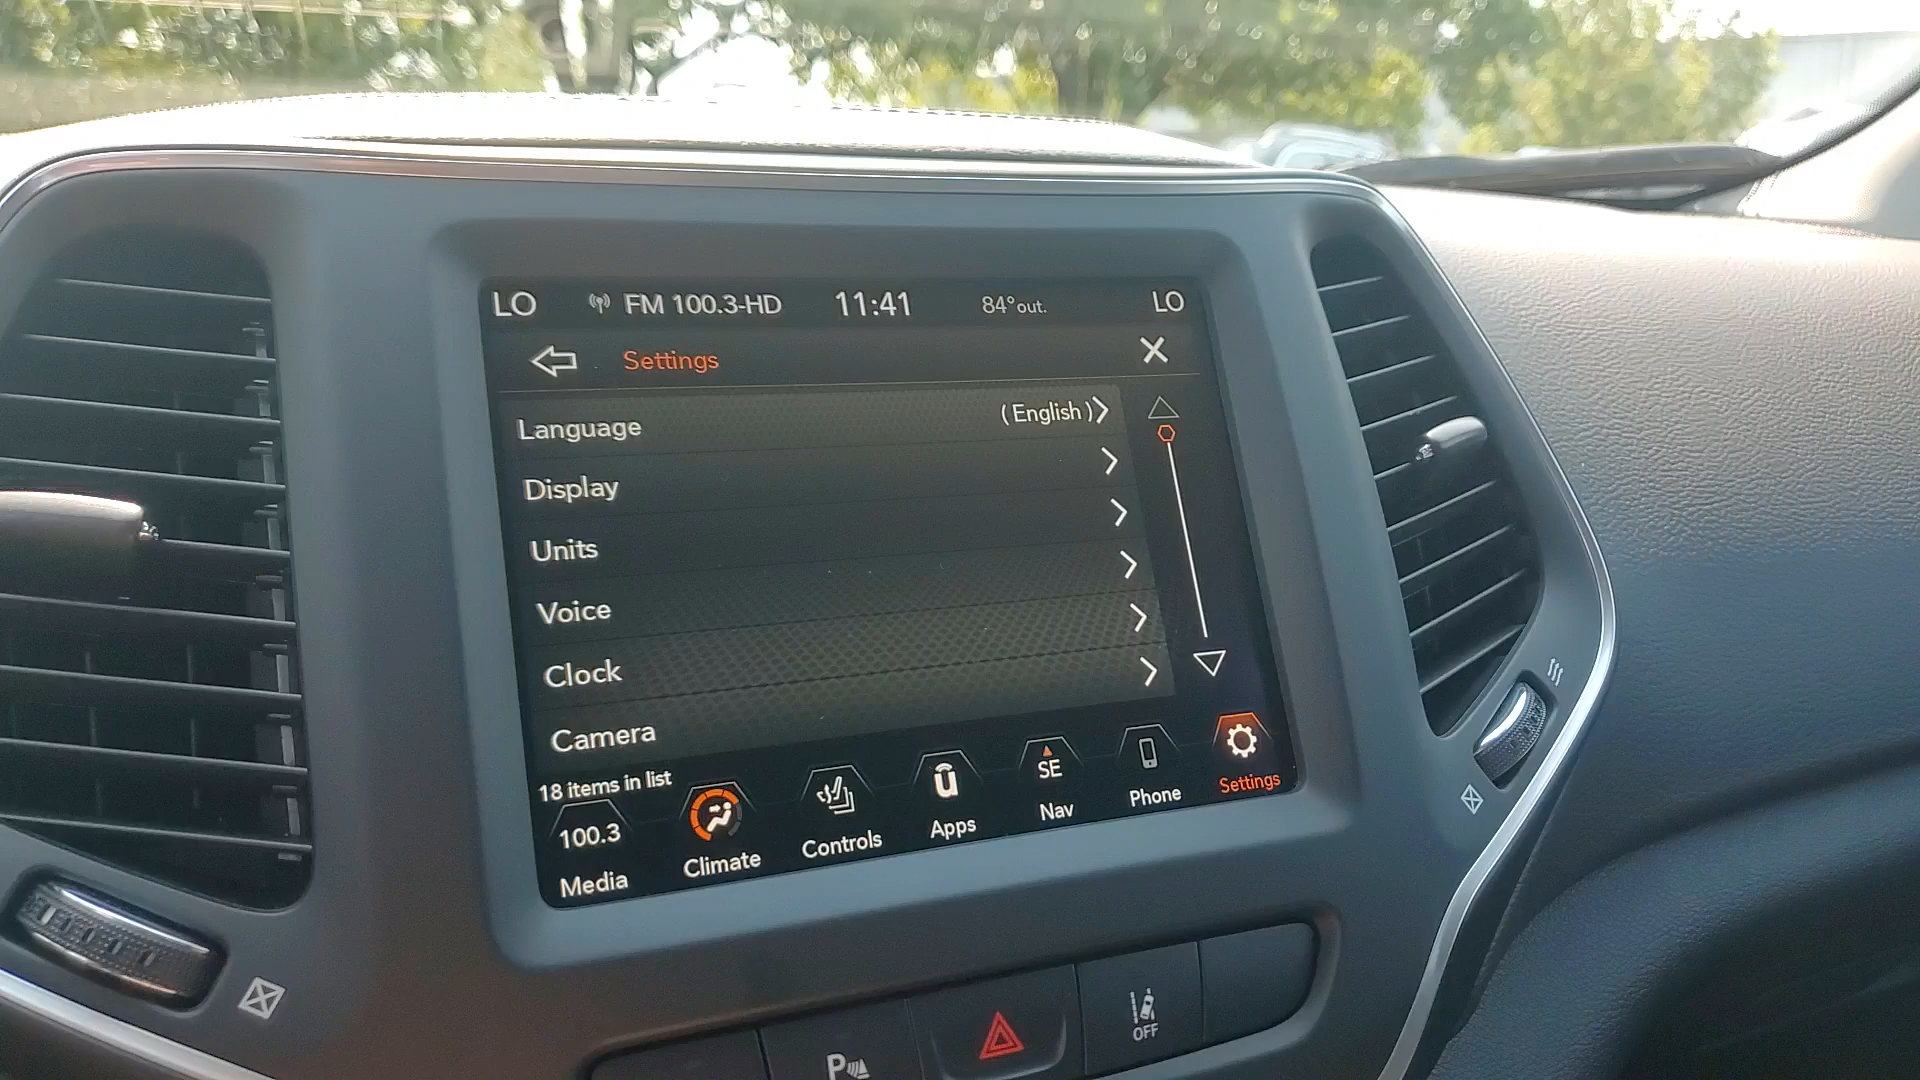 LO FM 100.3-HD 11:41 84° out. LO
Settings
Language ( English )
Display
Units
Voice
Clock
Camera
18 items in list
100.3 SE
Media Climate Controls Apps Nav Phone Settings
P OFF